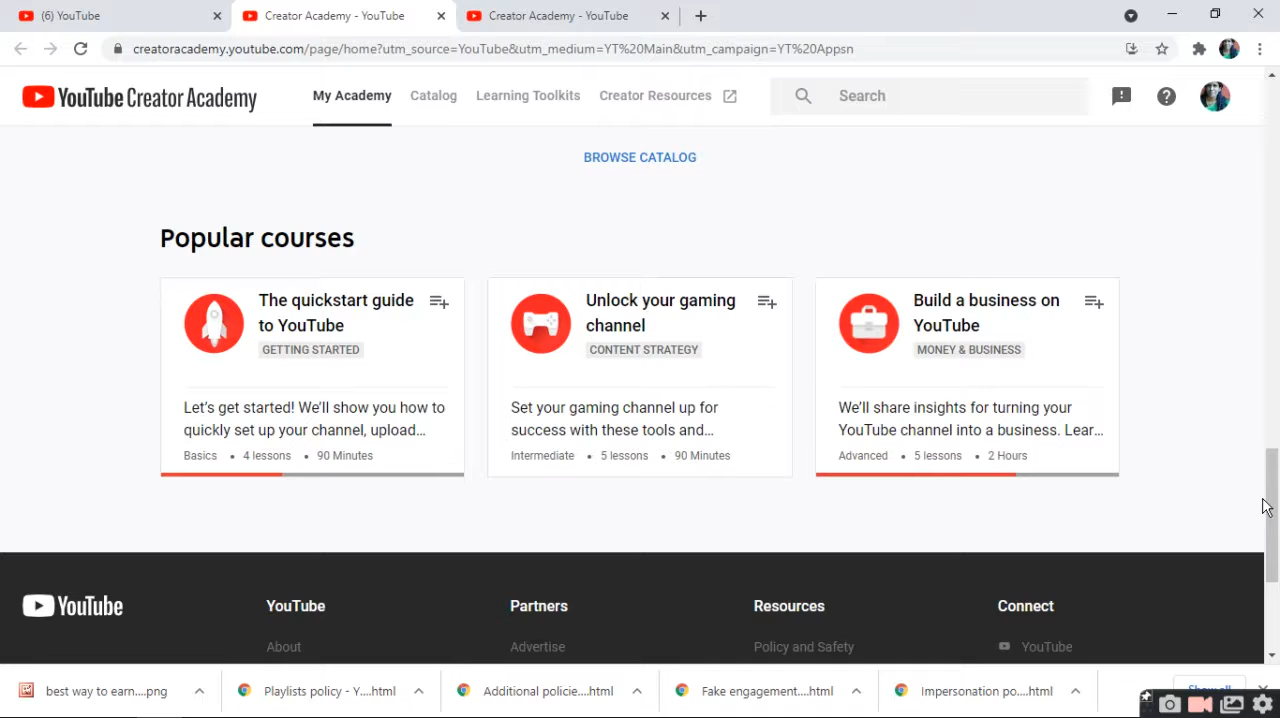 (6) YouTube
Creator Academy - YouTube
Creator Academy - YouTube
creatoracademy.youtube.com/page/home?utm_source=YouTube&utm_medium=YT%20Main&utm_campaign=YT%20Appsn
YouTube Creator Academy
My Academy
Catalog
Learning Toolkits
Creator Resources
Search
BROWSE CATALOG
Popular courses
The quickstart guide
to YouTube
GETTING STARTED
Let's get started! We'll show you how to
quickly set up your channel, upload...
Basics • 4 lessons • 90 Minutes
Unlock your gaming
channel
CONTENT STRATEGY
Set your gaming channel up for
success with these tools and...
Intermediate • 5 lessons • 90 Minutes
Build a business on
YouTube
MONEY & BUSINESS
We'll share insights for turning your
YouTube channel into a business. Lear...
Advanced • 5 lessons • 2 Hours
YouTube
YouTube
About
Partners
Advertise
Resources
Policy and Safety
Connect
YouTube
best way to earn....png
Playlists policy - Y....html
Additional policie....html
Fake engagement....html
Impersonation po....html
Show all